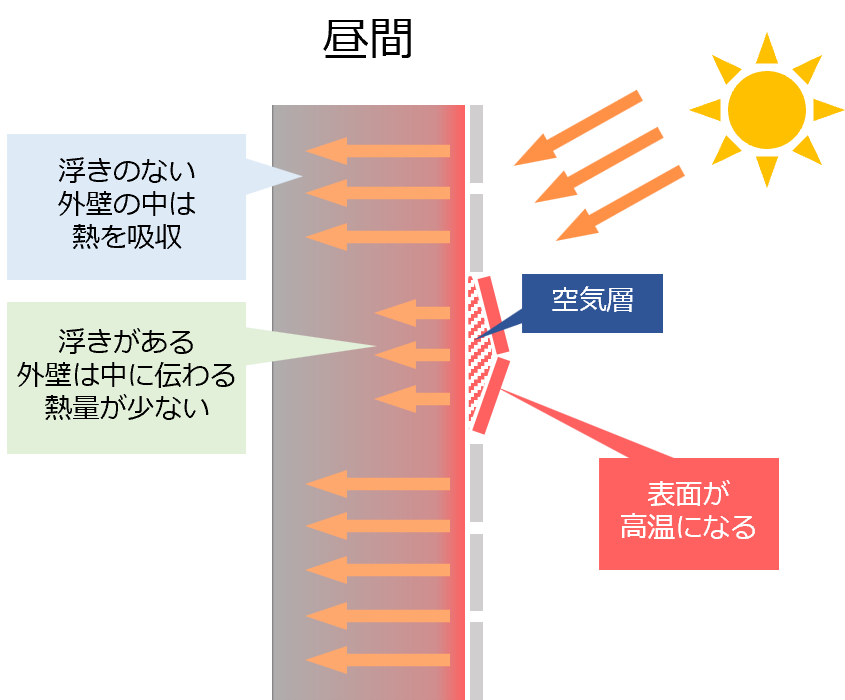 昼間
浮きのない
外壁の中は
熱を吸収
空気層
浮きがある
外壁は中に伝わる
熱量が少ない
表面が
高温になる